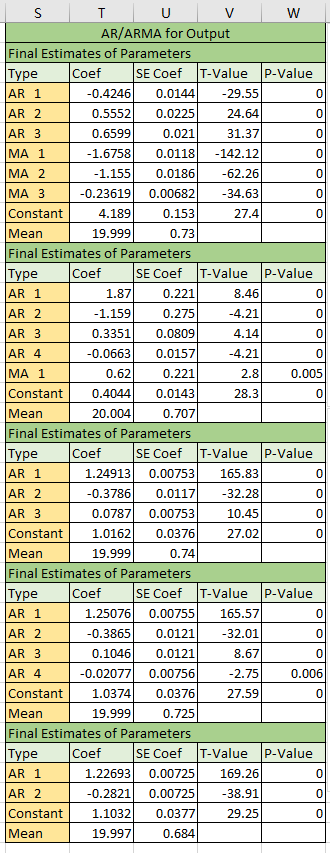 S T U V W
AR/ARMA for Output
Final Estimates of Parameters
Type Coef SE Coef T-Value P-Value
AR 1 -0.4246 0.0144 -29.55 0
AR 2 0.5552 0.0225 24.64 0
AR 3 0.6599 0.021 31.37 0
MA 1 -1.6758 0.0118 -142.12 0
MA 2 -1.155 0.0186 -62.26 0
MA 3 -0.23619 0.00682 -34.63 0
Constant 4.189 0.153 27.4 0
Mean 19.999 0.73
Final Estimates of Parameters
Type Coef SE Coef T-Value P-Value
AR 1 1.87 0.221 8.46 0
AR 2 -1.159 0.275 -4.21 0
AR 3 0.3351 0.0809 4.14 0
AR 4 -0.0663 0.0157 -4.21 0
MA 1 0.62 0.221 2.8 0.005
Constant 0.4044 0.0143 28.3 0
Mean 20.004 0.707
Final Estimates of Parameters
Type Coef SE Coef T-Value P-Value
AR 1 1.24913 0.00753 165.83 0
AR 2 -0.3786 0.0117 -32.28 0
AR 3 0.0787 0.00753 10.45 0
Constant 1.0162 0.0376 27.02 0
Mean 19.999 0.74
Final Estimates of Parameters
Type Coef SE Coef T-Value P-Value
AR 1 1.25076 0.00755 165.57 0
AR 2 -0.3865 0.0121 -32.01 0
AR 3 0.1046 0.0121 8.67 0
AR 4 -0.02077 0.00756 -2.75 0.006
Constant 1.0374 0.0376 27.59 0
Mean 19.999 0.725
Final Estimates of Parameters
Type Coef SE Coef T-Value P-Value
AR 1 1.22693 0.00725 169.26 0
AR 2 -0.2821 0.00725 -38.91 0
Constant 1.1032 0.0377 29.25 0
Mean 19.997 0.684